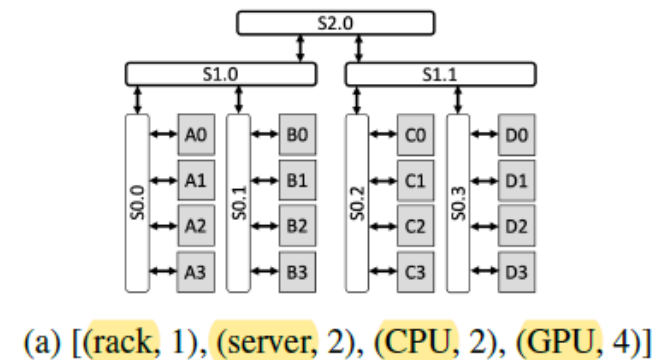 S2.0
S1.0 S1.1
S0.0 S0.1 S0.2 S0.3
A0 B0 C0 D0
A1 B1 C1 D1
A2 B2 C2 D2
A3 B3 C3 D3
(a) [(rack, 1), (server, 2), (CPU, 2), (GPU, 4)]